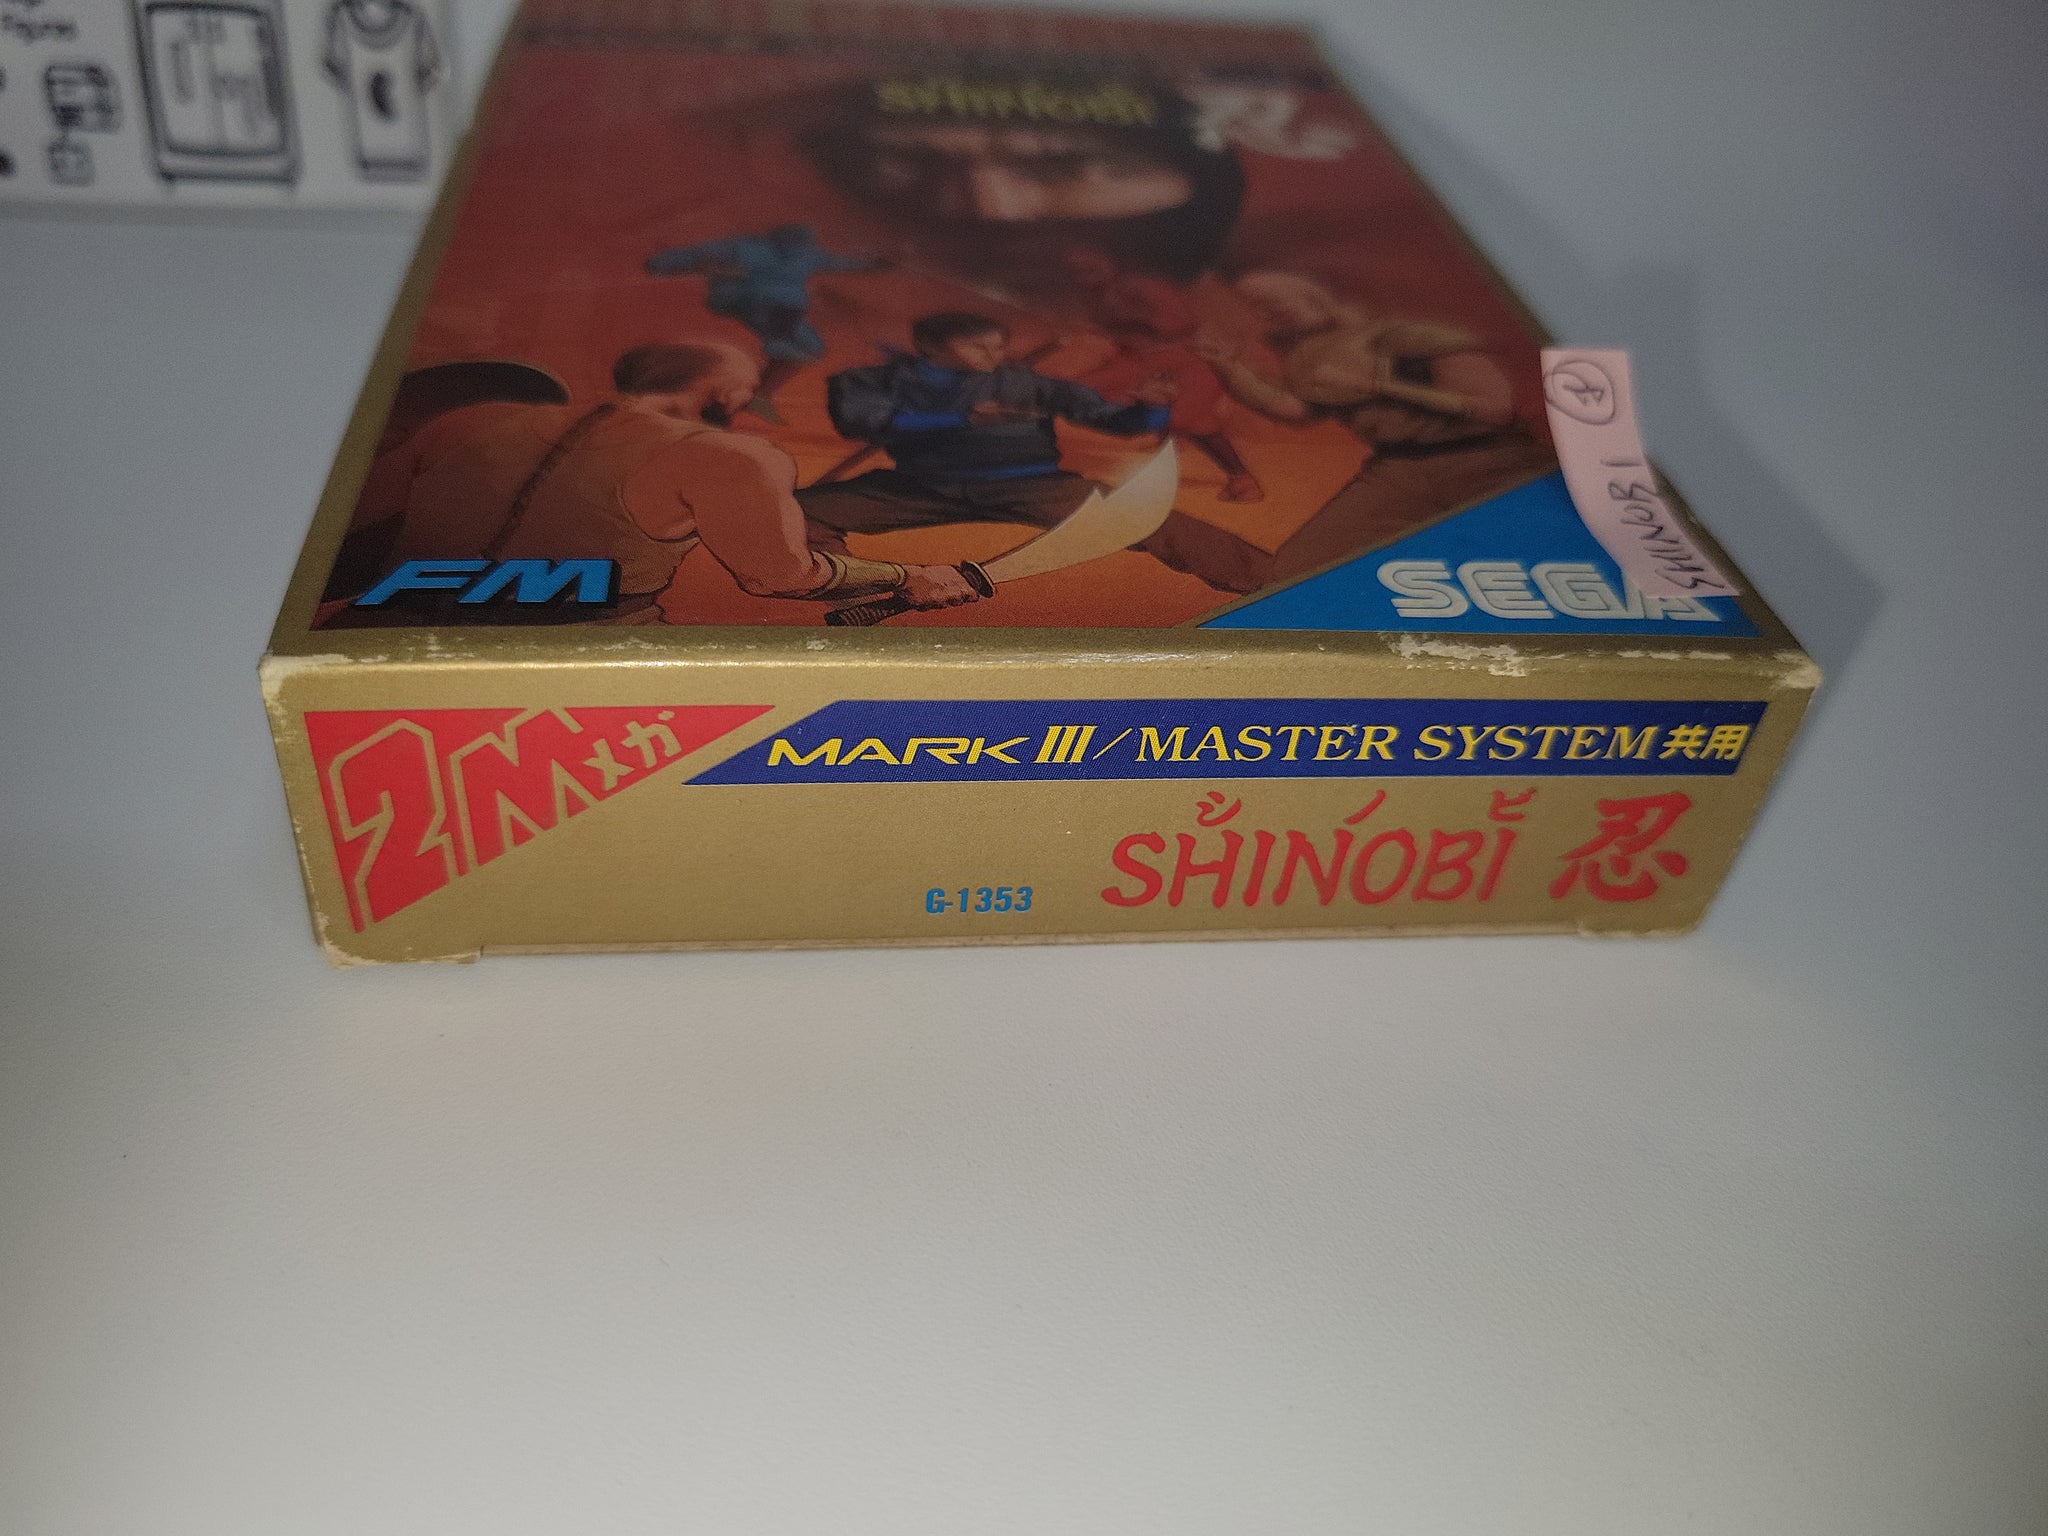 shinobi 忍
FM
SEGA
SHINOBI
2Mメガ
MARK III/MASTER SYSTEM共用
SHINOBI 忍
G-1353